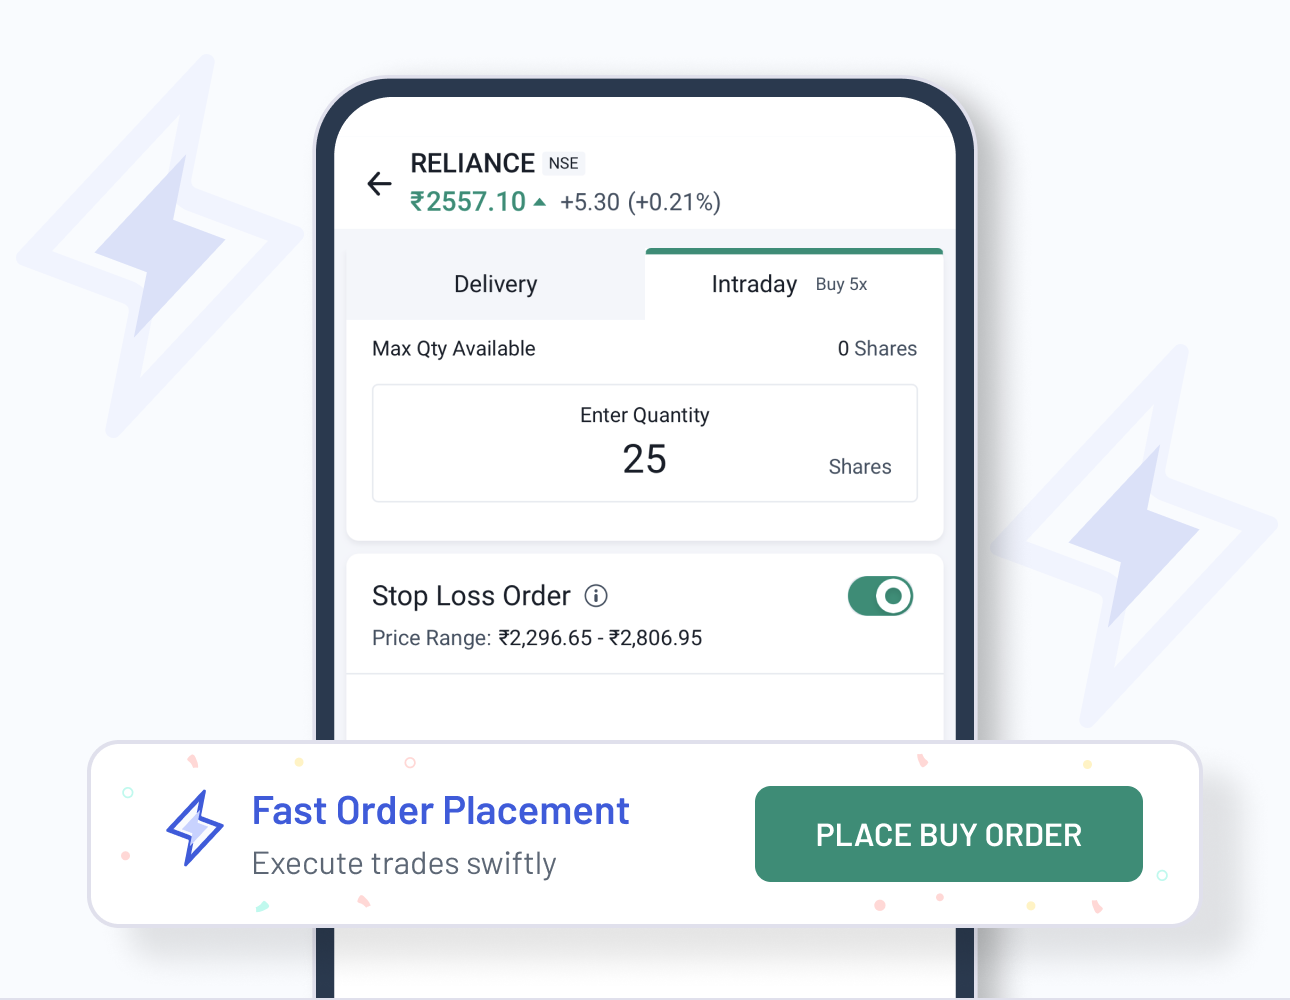 RELIANCE NSE
₹2557.10 ▲ +5.30 (+0.21%)
Delivery
Intraday Buy 5x
Max Qty Available 0 Shares
Enter Quantity
25
Shares
Stop Loss Order
Price Range: ₹2,296.65 - ₹2,806.95
Fast Order Placement
Execute trades swiftly
PLACE BUY ORDER